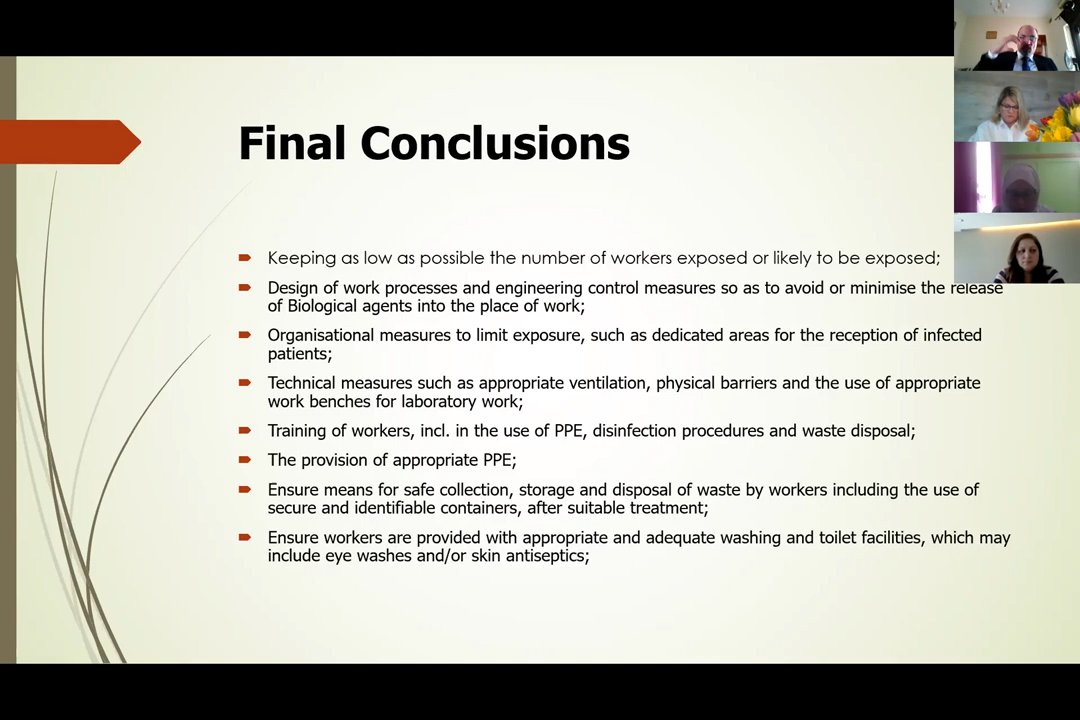 Final Conclusions
Keeping as low as possible the number of workers exposed or likely to be exposed;
Design of work processes and engineering control measures so as to avoid or minimise the release
of Biological agents into the place of work;
Organisational measures to limit exposure, such as dedicated areas for the reception of infected
patients;
Technical measures such as appropriate ventilation, physical barriers and the use of appropriate
work benches for laboratory work;
Training of workers, incl. in the use of PPE, disinfection procedures and waste disposal;
The provision of appropriate PPE;
Ensure means for safe collection, storage and disposal of waste by workers including the use of
secure and identifiable containers, after suitable treatment;
Ensure workers are provided with appropriate and adequate washing and toilet facilities, which may
include eye washes and/or skin antiseptics;